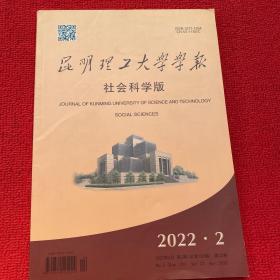 昆明理工大学学报
社会科学版
JOURNAL OF KUNMING UNIVERSITY OF SCIENCE AND TECHNOLOGY
SOCIAL SCIENCES
2022·2